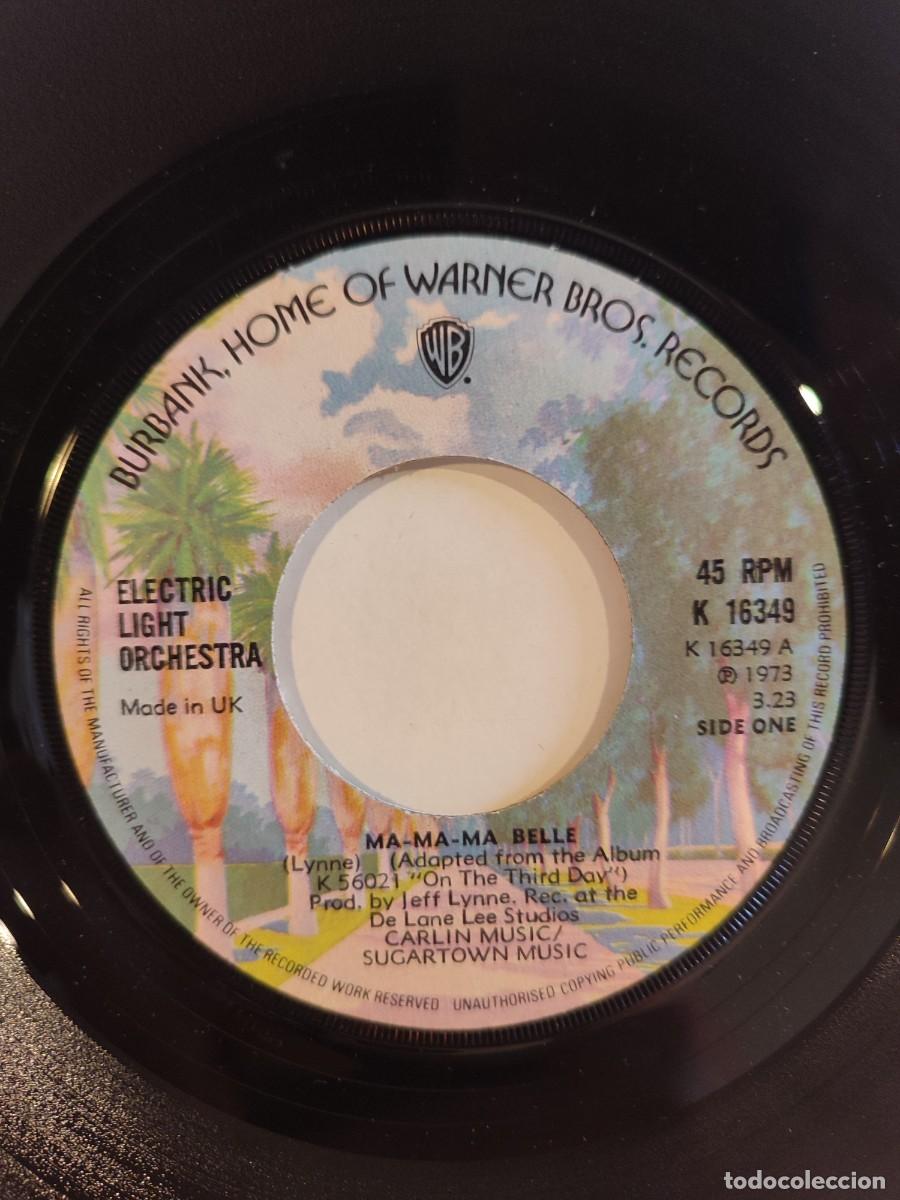 BURBANK, HOME OF WARNER BROS. RECORDS
WB
ELECTRIC
LIGHT
ORCHESTRA
Made in UK
45 RPM
K 16349
K 16349 A
℗ 1973
3.23
SIDE ONE
MA-MA-MA BELLE
(Lynne) (Adapted from the Album
K 56021 "On The Third Day")
Prod. by Jeff Lynne. Rec. at the
De Lane Lee Studios
CARLIN MUSIC/
SUGARTOWN MUSIC
ALL RIGHTS OF THE MANUFACTURER AND OF THE OWNER OF THE RECORDED WORK RESERVED UNAUTHORISED COPYING PUBLIC PERFORMANCE AND BROADCASTING OF THIS RECORD PROHIBITED
todocoleccion